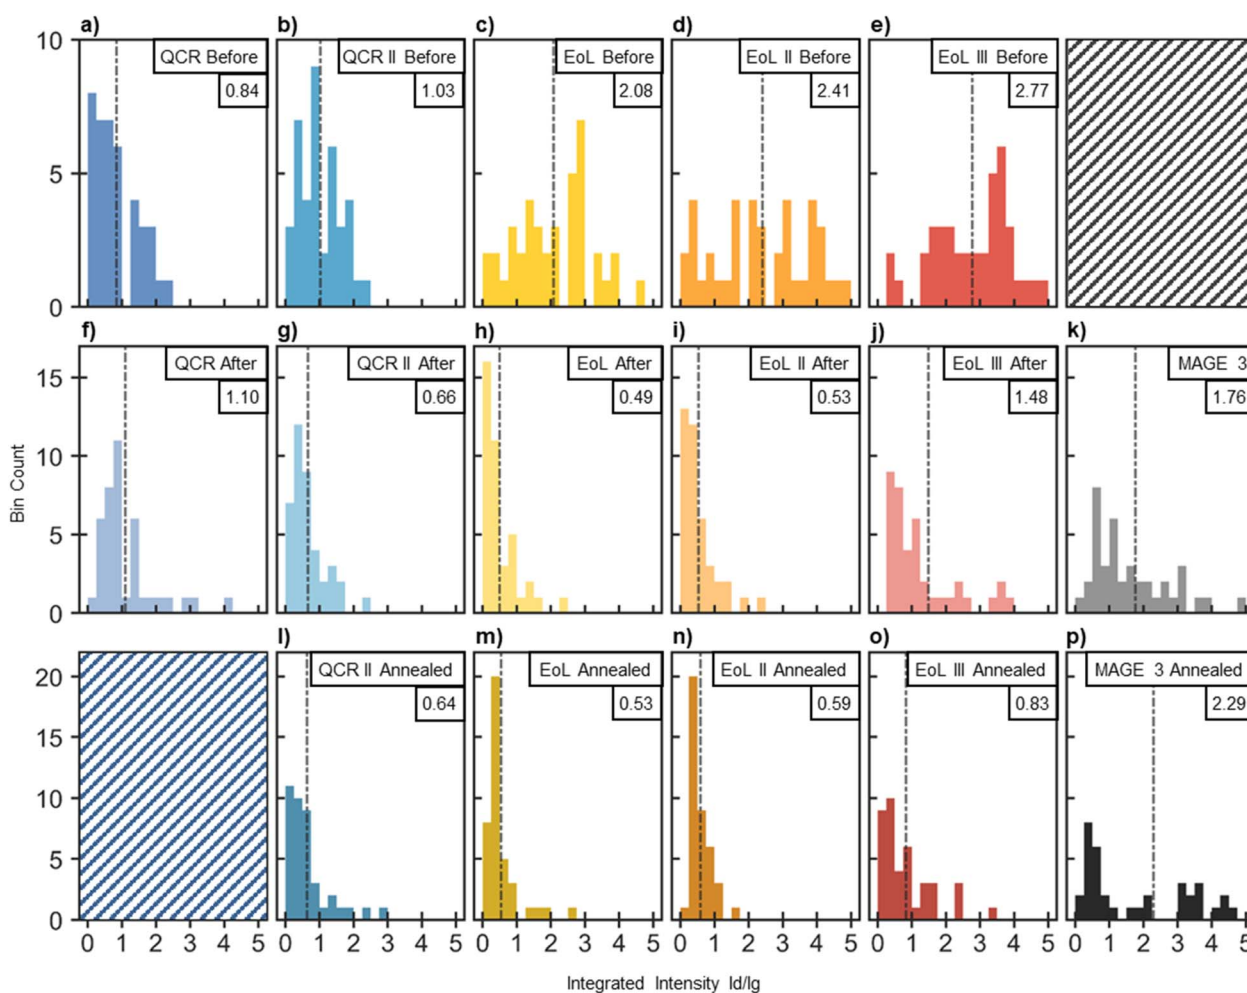 a)
b)
c)
d)
e)
10
QCR Before
QCR II Before
EoL Before
EoL II Before
EoL III Before
0.84
1.03
2.08
2.41
2.77
5
0
f)
g)
h)
i)
j)
k)
QCR After
QCR II After
EoL After
EoL II After
EoL III After
MAGE 3
15
1.10
0.66
0.49
0.53
1.48
1.76
10
Bin Count
5
0
l)
m)
n)
o)
p)
20
QCR II Annealed
EoL Annealed
EoL II Annealed
EoL III Annealed
MAGE 3 Annealed
0.64
0.53
0.59
0.83
2.29
15
10
5
0
0 1 2 3 4 5 0 1 2 3 4 5 0 1 2 3 4 5 0 1 2 3 4 5 0 1 2 3 4 5 0 1 2 3 4 5
Integrated Intensity Id/Ig